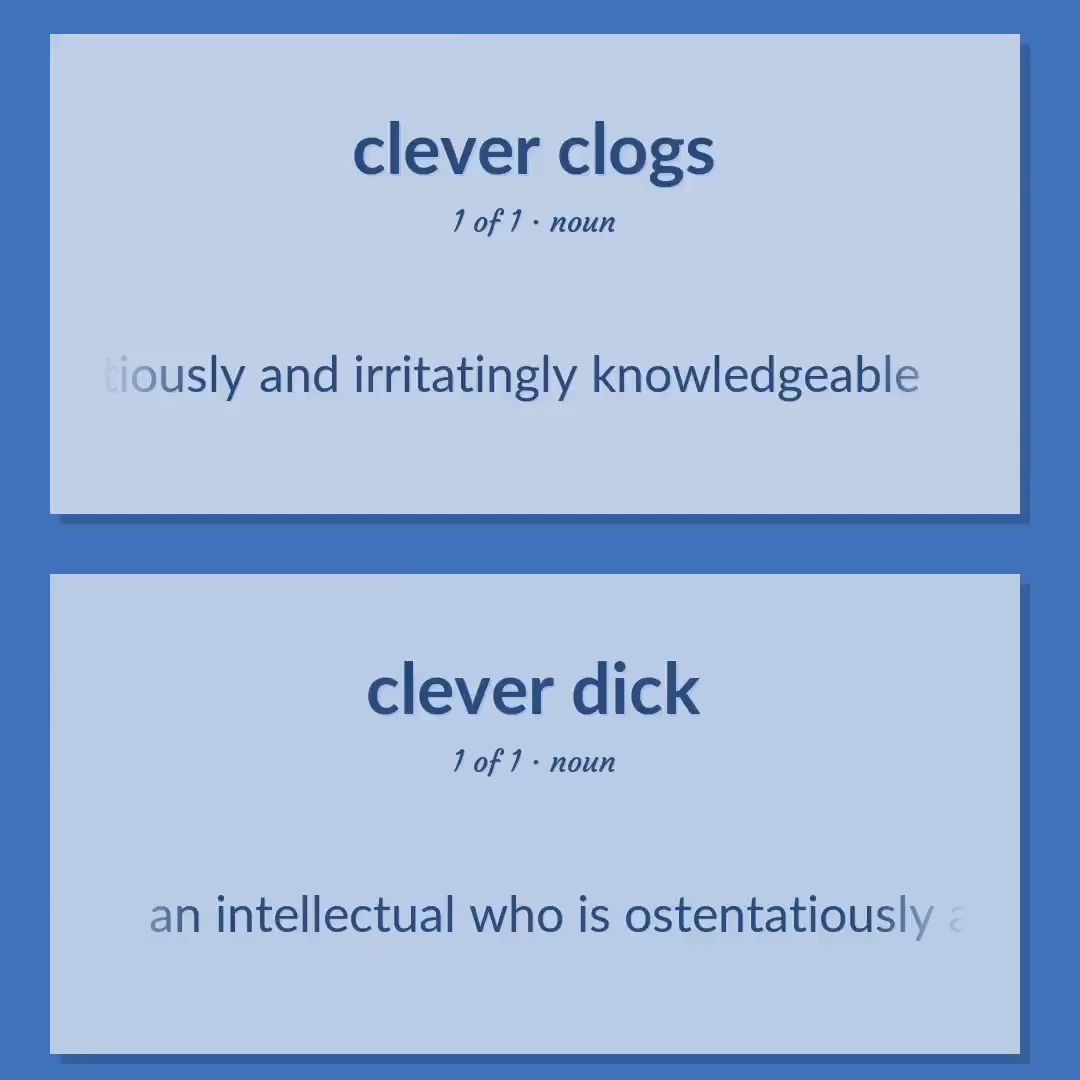 clever clogs
1 of 1 · noun
tiously and irritatingly knowledgeable
clever dick
1 of 1 · noun
an intellectual who is ostentatiously a